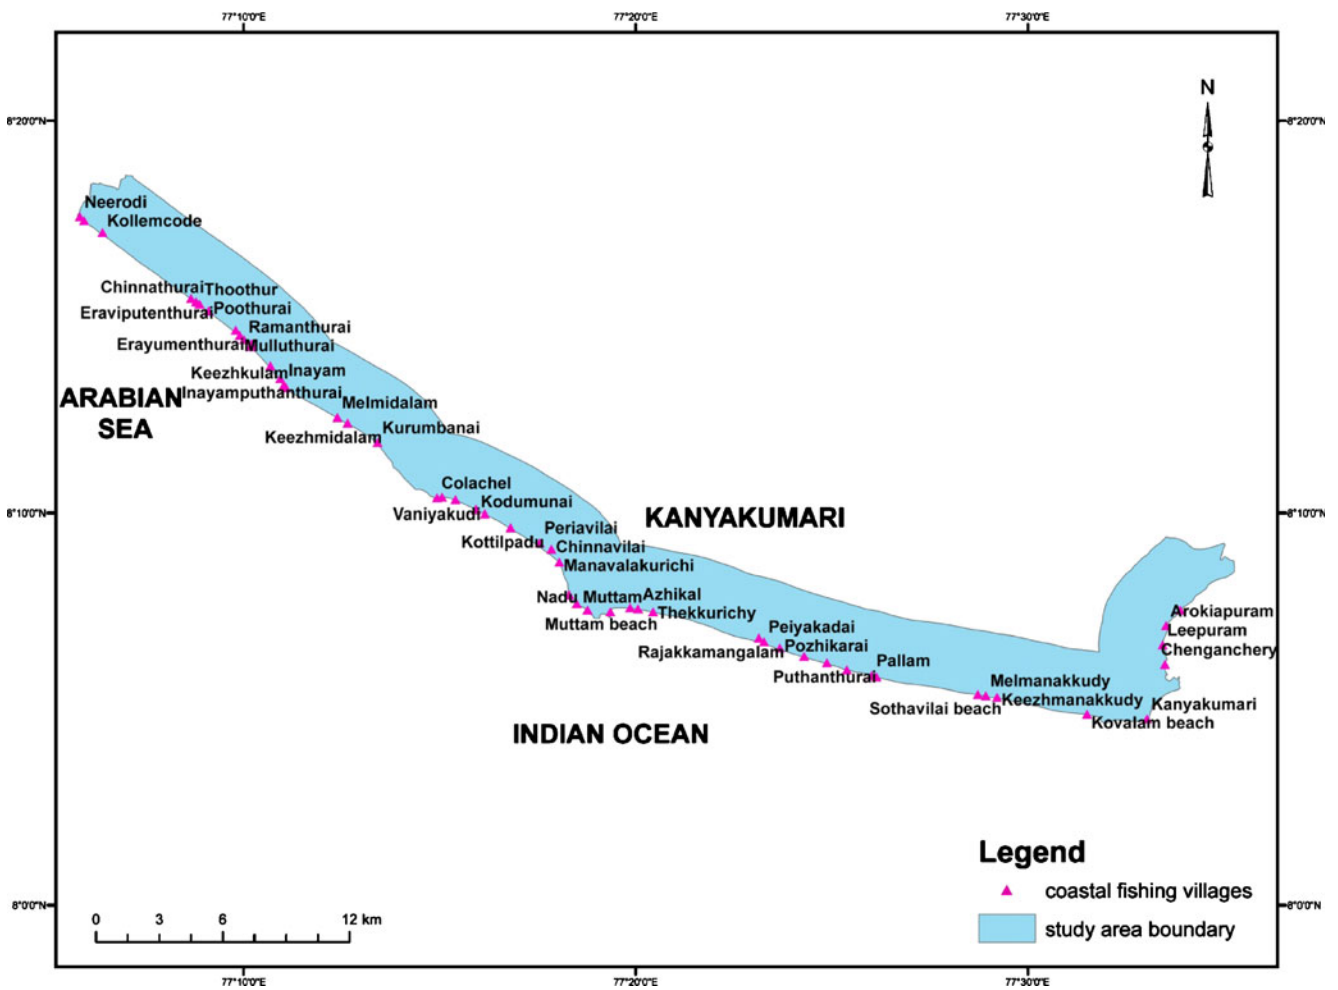 77°10'0"E 77°20'0"E 77°30'0"E
N
8°20'0"N 8°20'0"N
Neerodi
Kollemcode
Chinnathurai Thoothur
Eraviputenthurai Poothurai
Ramanthurai
Erayumenthurai Mulluthurai
Keezhkulam Inayam
Inayamputhanthurai
ARABIAN
SEA
Melmidalam
Keezhmidalam Kurumbanai
Colachel
Vaniyakudi Kodumunai
8°10'0"N 8°10'0"N
KANYAKUMARI
Kottilpadu Periavilai
Chinnavilai
Manavalakurichi
Nadu Muttam Azhikal
Muttam beach Thekkurichy
Arokiapuram
Leepuram
Chenganchery
Peiyakadai
Rajakkamangalam Pozhikarai
Puthanthurai Pallam
Melmanakkudy
Sothavilai beach Keezhmanakkudy
Kanyakumari
Kovalam beach
INDIAN OCEAN
Legend
coastal fishing villages
study area boundary
8°0'0"N 8°0'0"N
0 3 6 12 km
77°10'0"E 77°20'0"E 77°30'0"E